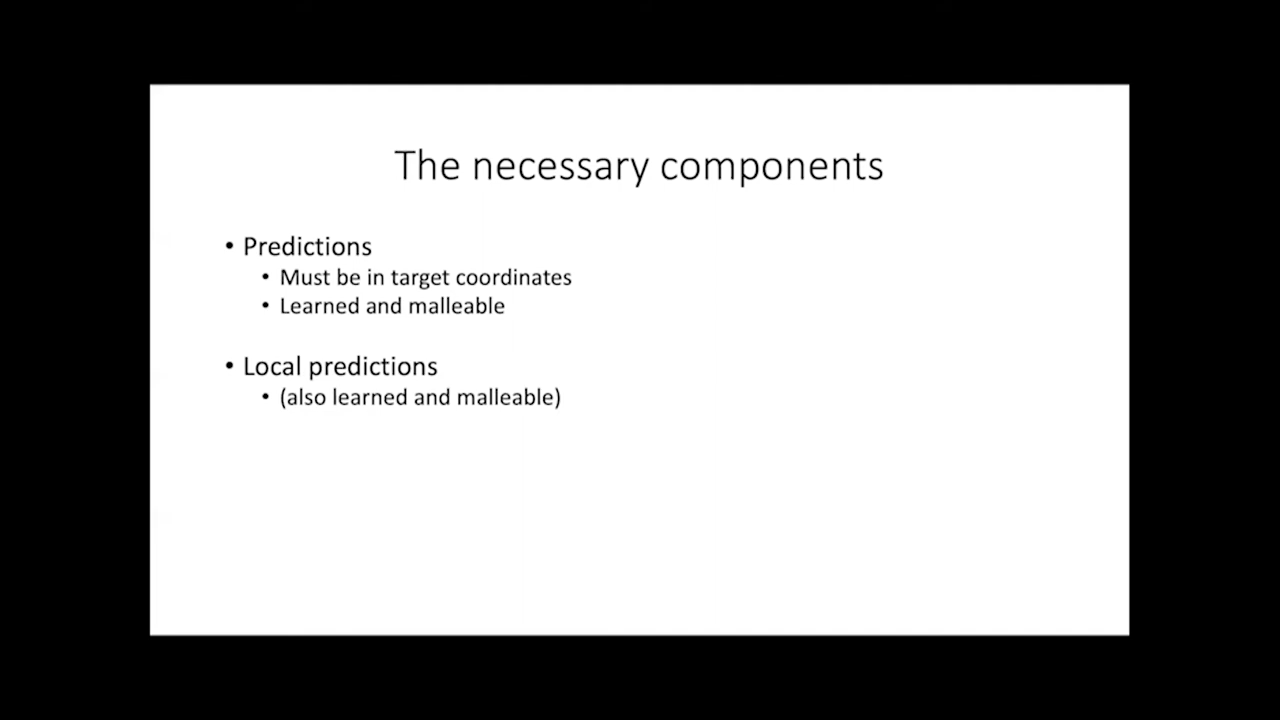 The necessary components
• Predictions
• Must be in target coordinates
• Learned and malleable
• Local predictions
• (also learned and malleable)